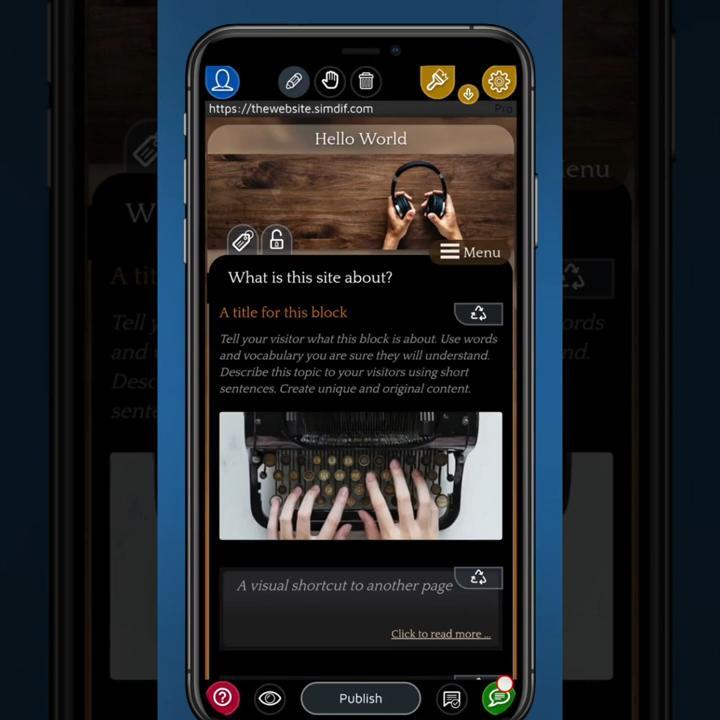 https://thewebsite.simdif.com
Pro
Hello World
Menu
What is this site about?
A title for this block
Tell your visitor what this block is about. Use words
and vocabulary you are sure they will understand.
Describe this topic to your visitors using short
sentences. Create unique and original content.
A visual shortcut to another page
Click to read more ...
Publish